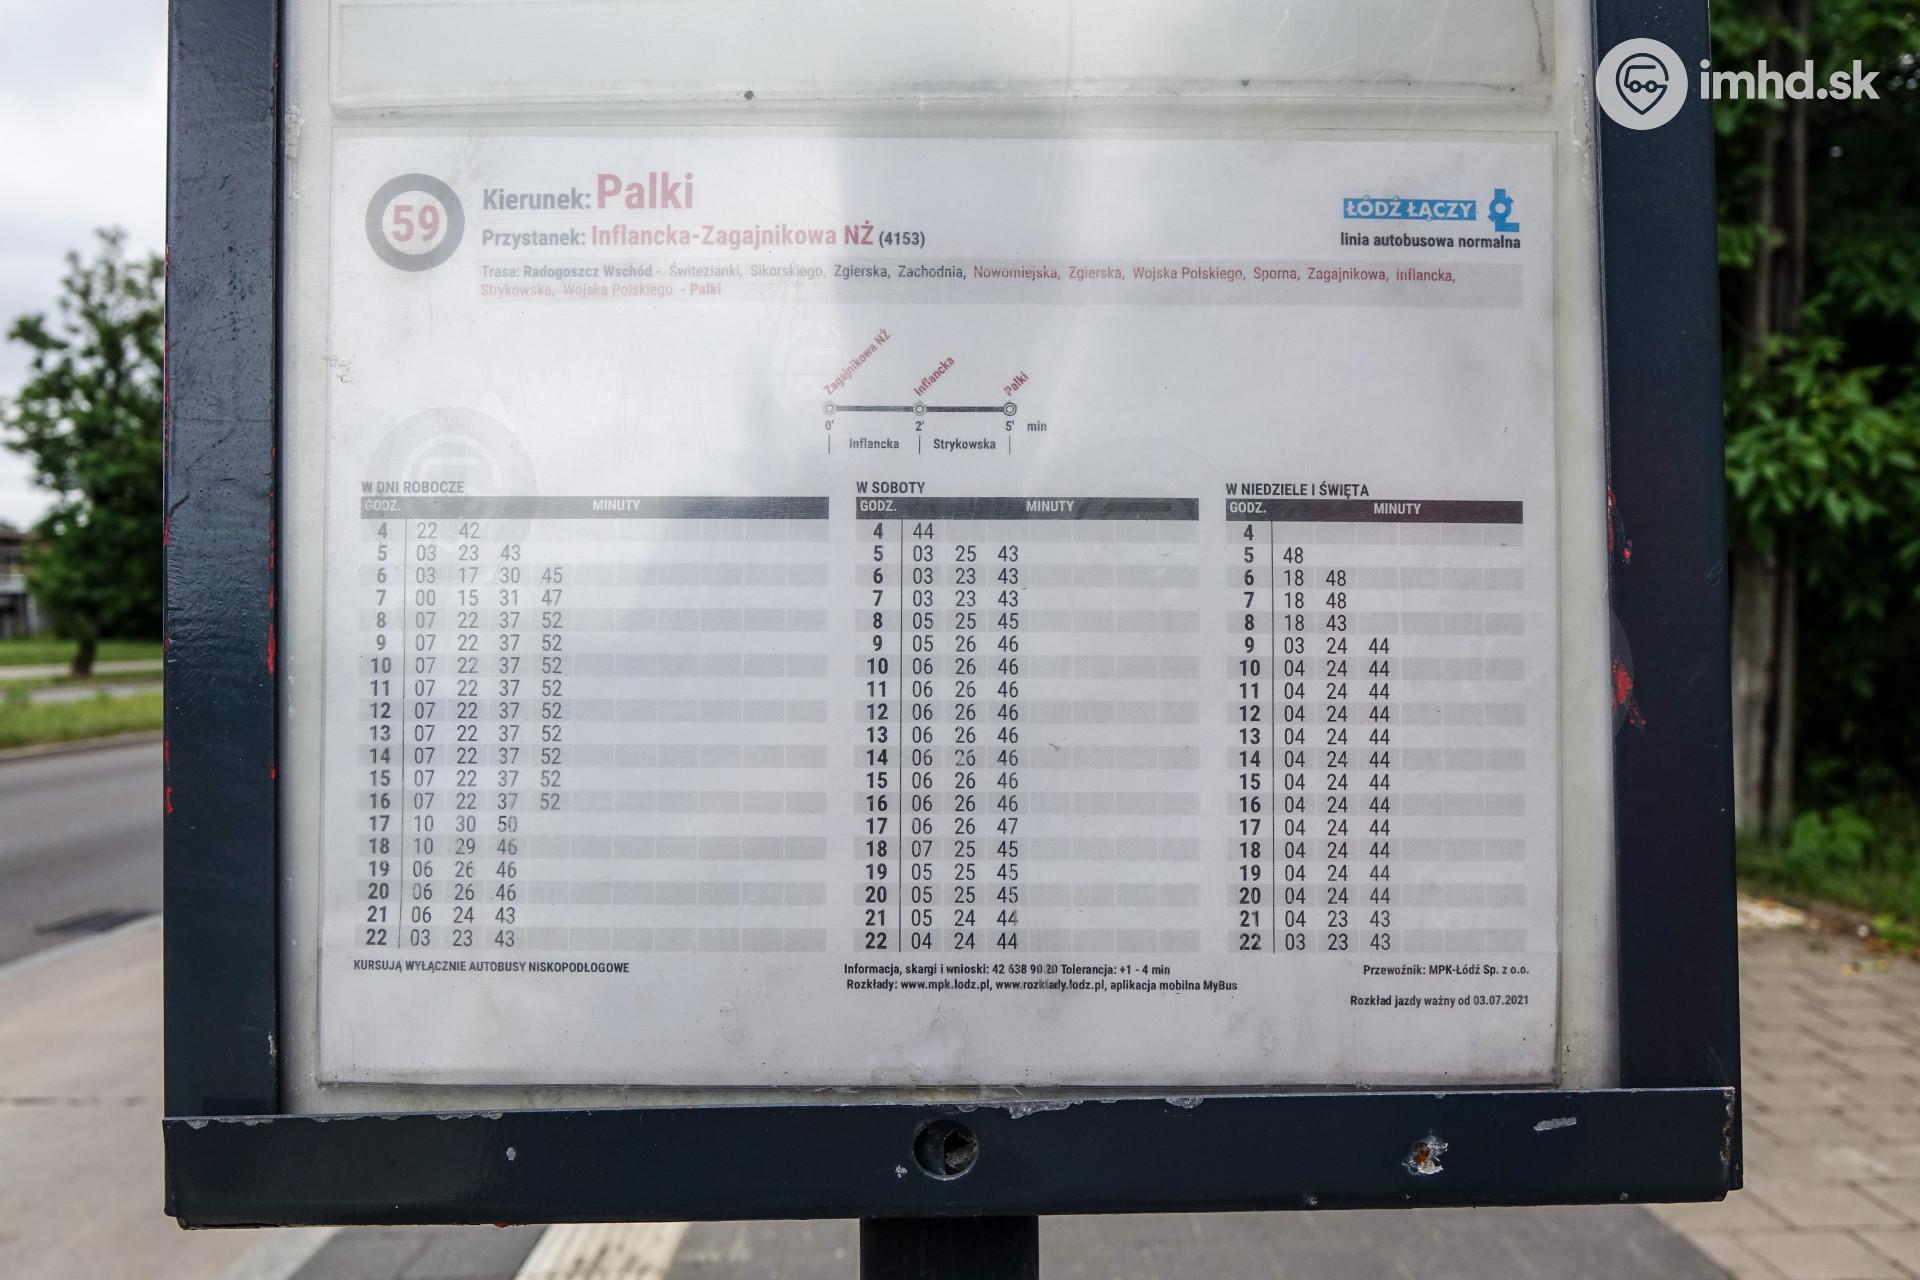 imhd.sk
59 Kierunek: Palki
ŁÓDŹ ŁĄCZY
Przystanek: Inflancka-Zagajnikowa NŻ (4153)
linia autobusowa normalna
Trasa: Radogoszcz Wschód - Świtezianki, Sikorskiego, Zgierska, Zachodnia, Nowomiejska, Zgierska, Wojska Polskiego, Sporna, Zagajnikowa, Inflancka,
Strykowska, Wojska Polskiego - Palki
Zagajnikowa NŻ Inflancka Palki
0' 2' 5' min
Inflancka Strykowska
W DNI ROBOCZE
GODZ. MINUTY
4 22 42
5 03 23 43
6 03 17 30 45
7 00 15 31 47
8 07 22 37 52
9 07 22 37 52
10 07 22 37 52
11 07 22 37 52
12 07 22 37 52
13 07 22 37 52
14 07 22 37 52
15 07 22 37 52
16 07 22 37 52
17 10 30 50
18 10 29 46
19 06 26 46
20 06 26 46
21 06 24 43
22 03 23 43
W SOBOTY
GODZ. MINUTY
4 44
5 03 25 43
6 03 23 43
7 03 23 43
8 05 25 45
9 05 26 46
10 06 26 46
11 06 26 46
12 06 26 46
13 06 26 46
14 06 26 46
15 06 26 46
16 06 26 46
17 06 26 47
18 07 25 45
19 05 25 45
20 05 25 45
21 05 24 44
22 04 24 44
W NIEDZIELE I ŚWIĘTA
GODZ. MINUTY
4
5 48
6 18 48
7 18 48
8 18 43
9 03 24 44
10 04 24 44
11 04 24 44
12 04 24 44
13 04 24 44
14 04 24 44
15 04 24 44
16 04 24 44
17 04 24 44
18 04 24 44
19 04 24 44
20 04 24 44
21 04 23 43
22 03 23 43
KURSUJĄ WYŁĄCZNIE AUTOBUSY NISKOPODŁOGOWE
Informacja, skargi i wnioski: 42 638 90 20 Tolerancja: +1 - 4 min
Rozkłady: www.mpk.lodz.pl, www.rozklady.lodz.pl, aplikacja mobilna MyBus
Przewoźnik: MPK-Łódź Sp. z o.o.
Rozkład jazdy ważny od 03.07.2021